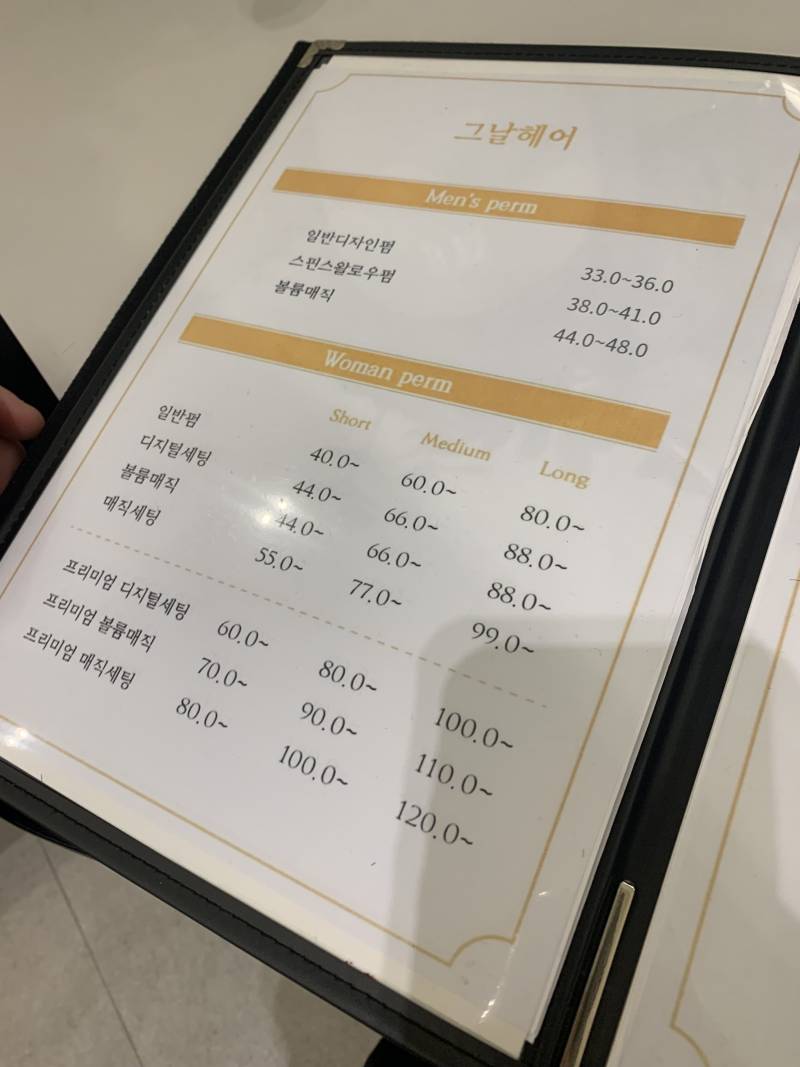 그날헤어
Men's perm
일반디자인펌 33.0~36.0
스핀스왈로우펌 38.0~41.0
볼륨매직 44.0~48.0
Woman perm
Short Medium Long
일반펌 40.0~ 60.0~ 80.0~
디지털세팅 44.0~ 66.0~ 88.0~
볼륨매직 44.0~ 66.0~ 88.0~
매직세팅 55.0~ 77.0~ 99.0~
프리미엄 디지털세팅 60.0~ 80.0~ 100.0~
프리미엄 볼륨매직 70.0~ 90.0~ 110.0~
프리미엄 매직세팅 80.0~ 100.0~ 120.0~